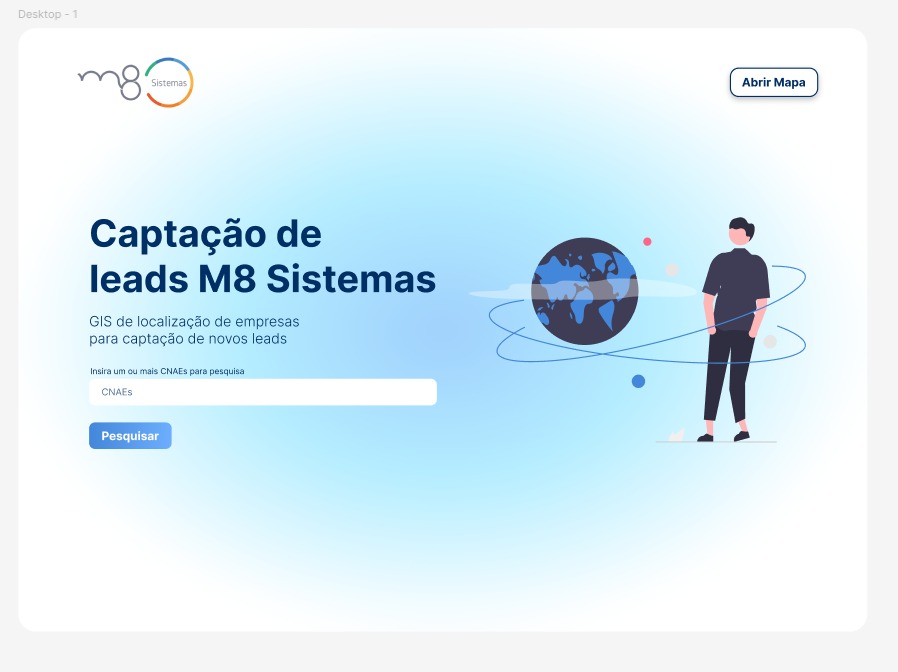 Desktop - 1
m8 Sistemas
Abrir Mapa
Captação de
leads M8 Sistemas
GIS de localização de empresas
para captação de novos leads
Insira um ou mais CNAEs para pesquisa
CNAEs
Pesquisar